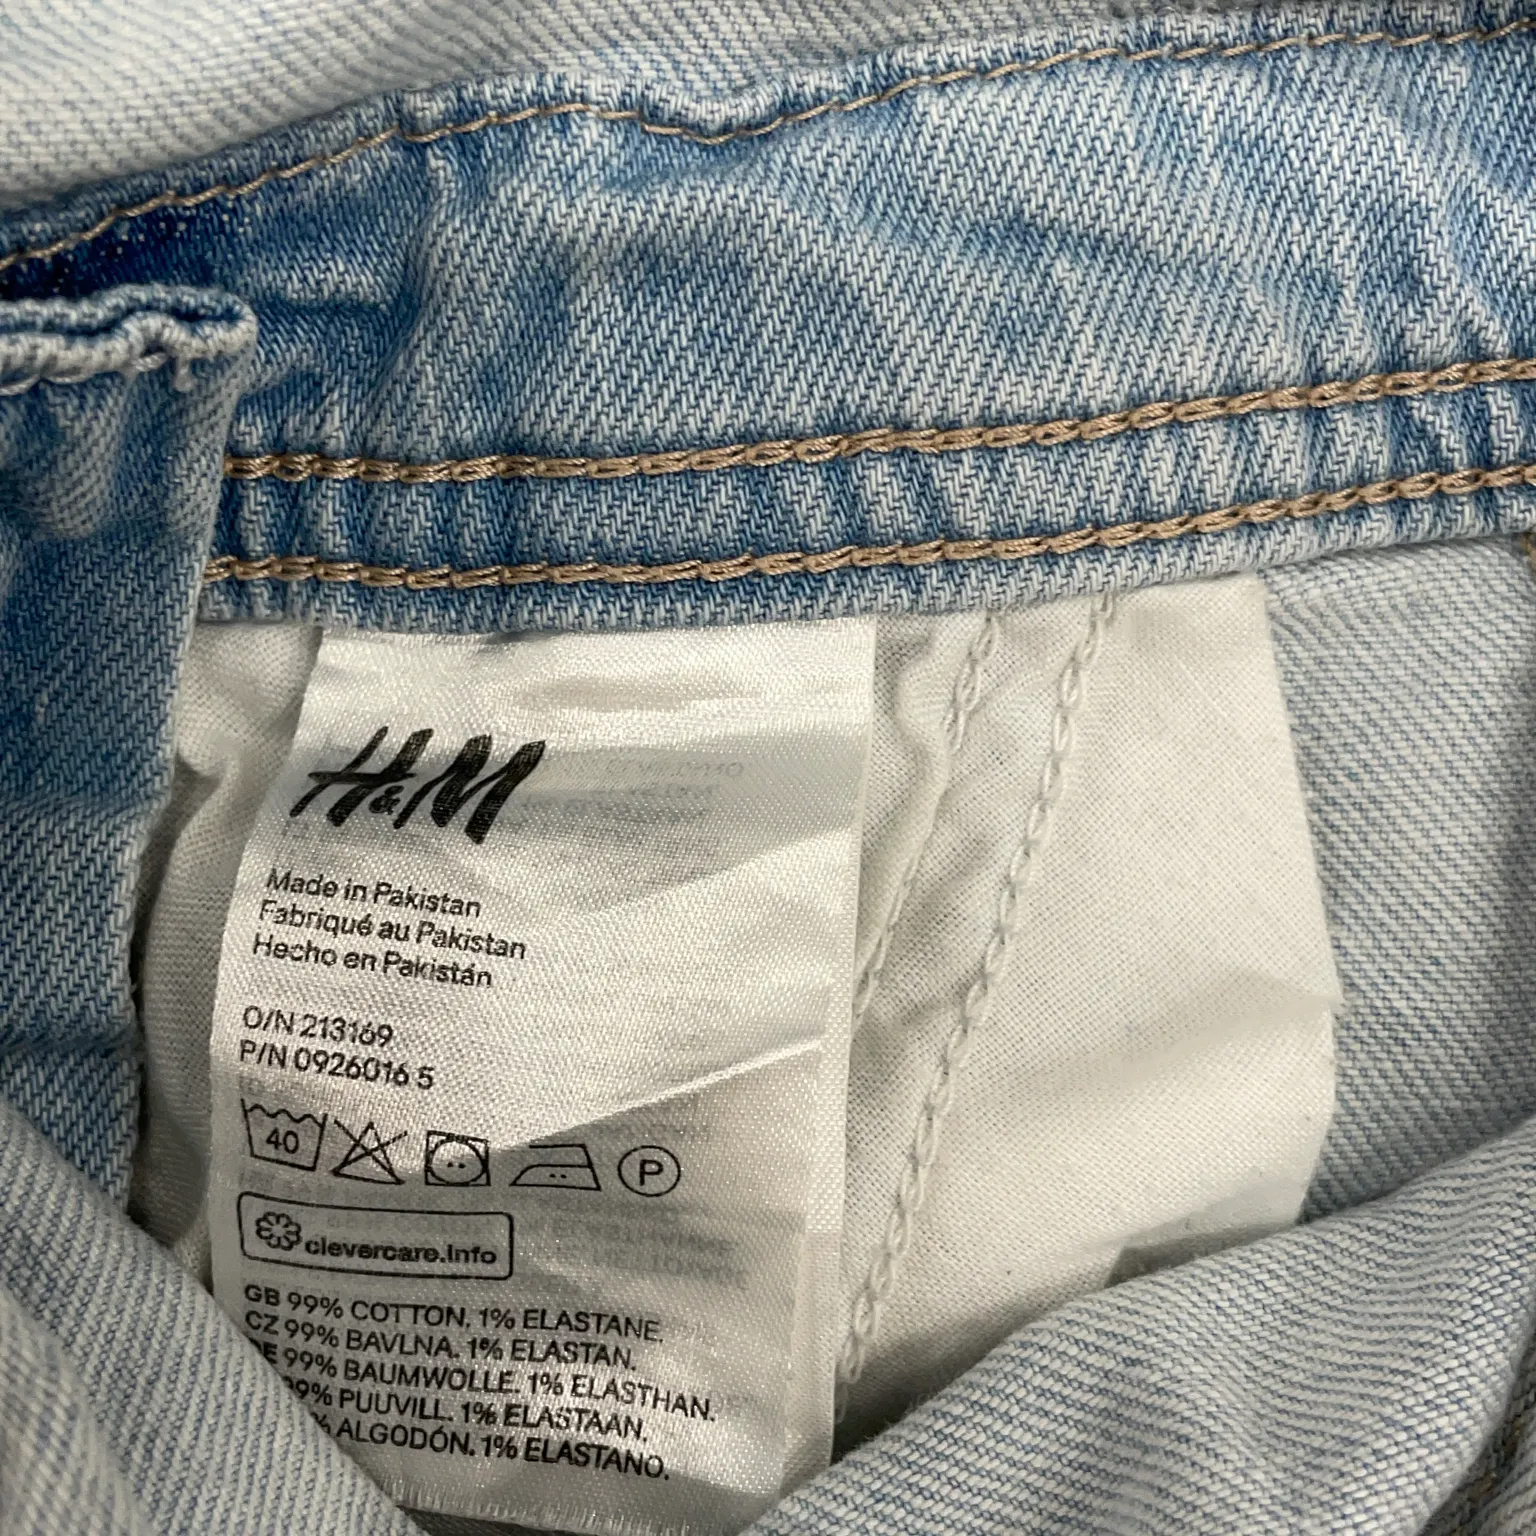 H&M
Made in Pakistan
Fabriqué au Pakistan
Hecho en Pakistán
O/N 213169
P/N 0926016 5
40
P
clevercare.info
GB 99% COTTON. 1% ELASTANE.
CZ 99% BAVLNA. 1% ELASTAN.
99% BAUMWOLLE. 1% ELASTHAN.
PUUVILL. 1% ELASTAAN.
ALGODÓN. 1% ELASTANO.